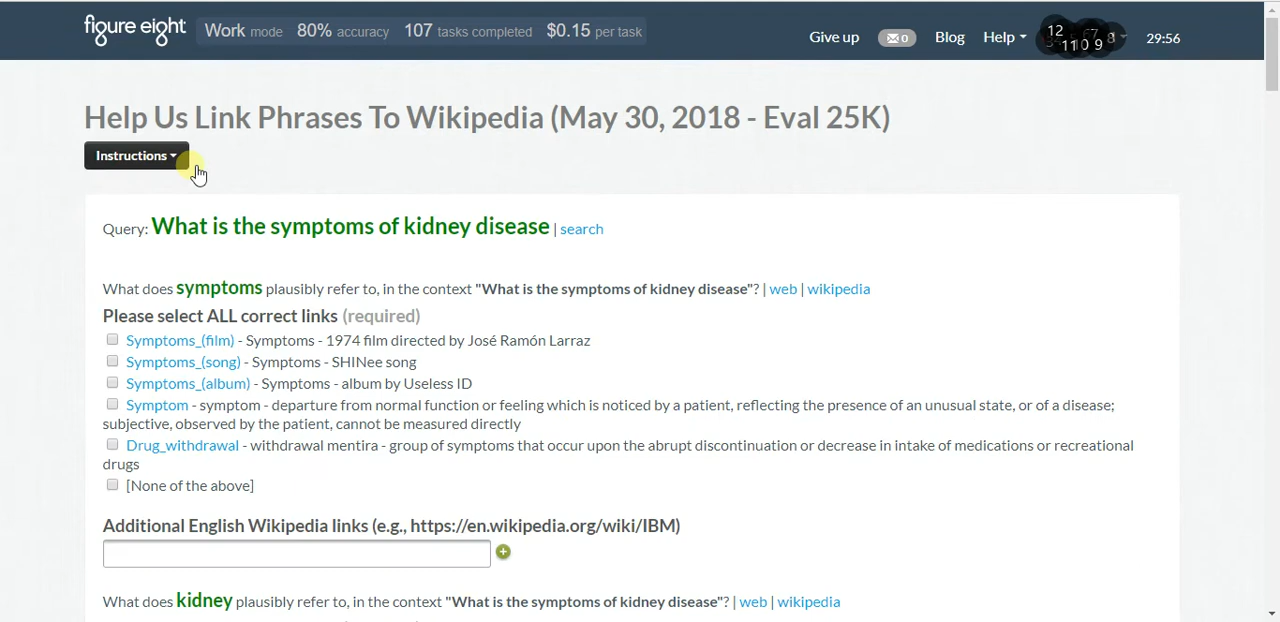 figure eight Work mode 80% accuracy 107 tasks completed $0.15 per task Give up 0 Blog Help 29:56
Help Us Link Phrases To Wikipedia (May 30, 2018 - Eval 25K)
Instructions
Query: What is the symptoms of kidney disease | search
What does symptoms plausibly refer to, in the context "What is the symptoms of kidney disease"? | web | wikipedia
Please select ALL correct links (required)
Symptoms_(film) - Symptoms - 1974 film directed by José Ramón Larraz
Symptoms_(song) - Symptoms - SHINee song
Symptoms_(album) - Symptoms - album by Useless ID
Symptom - symptom - departure from normal function or feeling which is noticed by a patient, reflecting the presence of an unusual state, or of a disease;
subjective, observed by the patient, cannot be measured directly
Drug_withdrawal - withdrawal mentira - group of symptoms that occur upon the abrupt discontinuation or decrease in intake of medications or recreational
drugs
[None of the above]
Additional English Wikipedia links (e.g., https://en.wikipedia.org/wiki/IBM)
What does kidney plausibly refer to, in the context "What is the symptoms of kidney disease"? | web | wikipedia